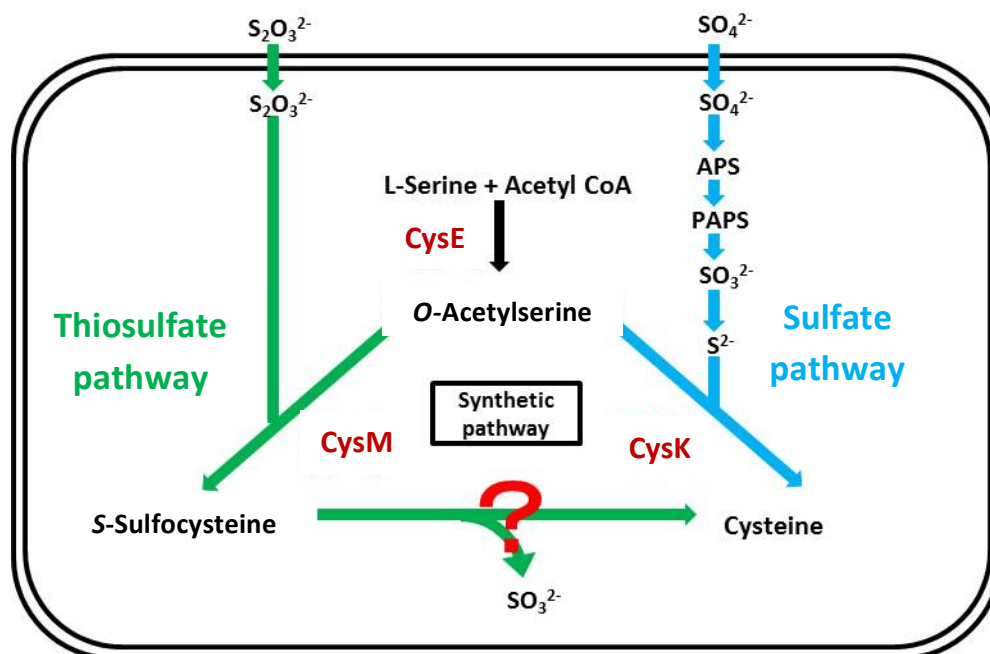 S₂O₃²⁻
SO₄²⁻
S₂O₃²⁻
SO₄²⁻
APS
L-Serine + Acetyl CoA
PAPS
CysE
SO₃²⁻
O-Acetylserine
Thiosulfate
pathway
Sulfate
pathway
S²⁻
Synthetic
pathway
CysM
CysK
?
S-Sulfocysteine
Cysteine
SO₃²⁻